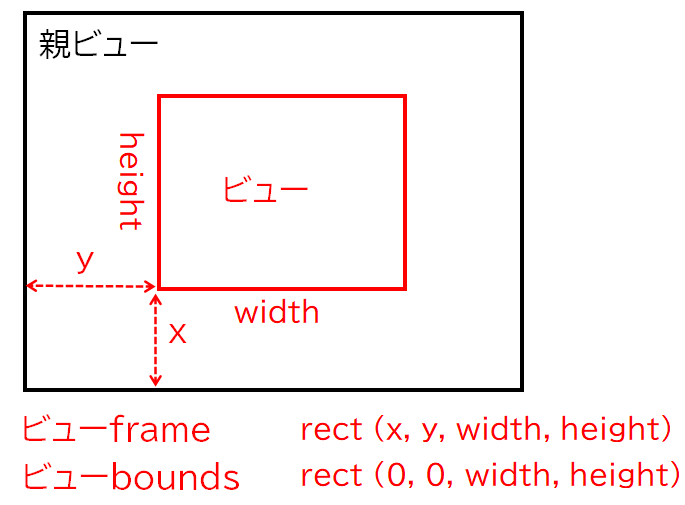 親ビュー
height
ビュー
y
width
x
ビューframe rect (x, y, width, height)
ビューbounds rect (0, 0, width, height)